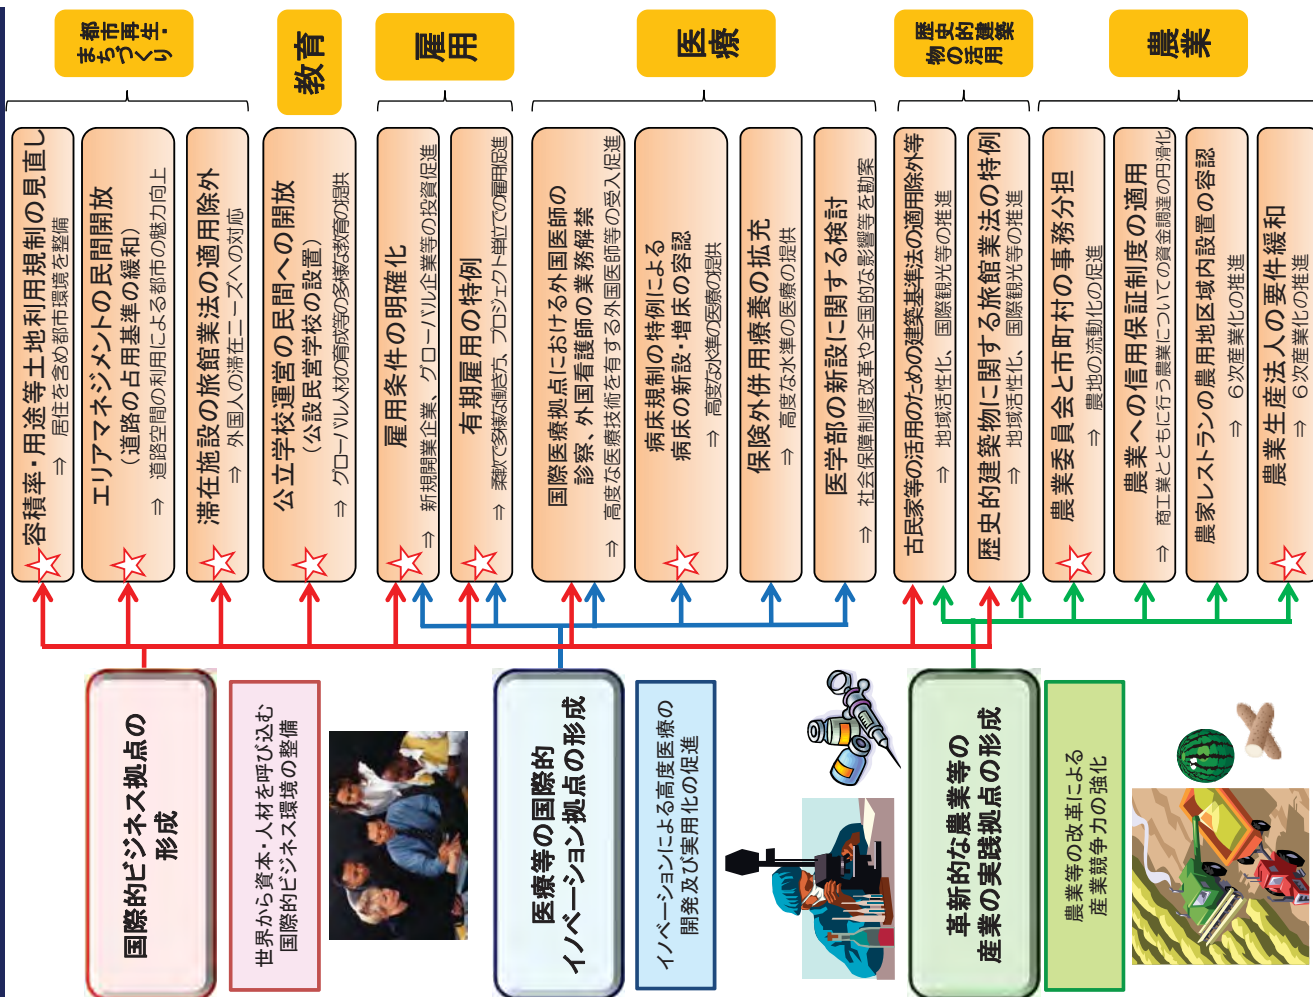 国際的ビジネス拠点の
形成
世界から資本・人材を呼び込む
国際的ビジネス環境の整備
医療等の国際的
イノベーション拠点の形成
イノベーションによる高度医療の
開発及び実用化の促進
革新的な農業等の
産業の実践拠点の形成
農業等の改革による
産業競争力の強化
容積率・用途等土地利用規制の見直し
⇒ 居住を含め都市環境を整備
エリアマネジメントの民間開放
（道路の占用基準の緩和）
⇒ 道路空間の利用による都市の魅力向上
滞在施設の旅館業法の適用除外
⇒ 外国人の滞在ニーズへの対応
都市再生・
まちづくり
公立学校運営の民間への開放
（公設民営学校の設置）
⇒ グローバル人材の育成等の多様な教育の提供
教育
雇用条件の明確化
⇒ 新規開業企業、グローバル企業等の投資促進
有期雇用の特例
⇒ 柔軟で多様な働き方、プロジェクト単位での雇用促進
雇用
国際医療拠点における外国医師の
診察、外国看護師の業務解禁
⇒ 高度な医療技術を有する外国医師等の受入促進
病床規制の特例による
病床の新設・増床の容認
⇒ 高度な水準の医療の提供
保険外併用療養の拡充
⇒ 高度な水準の医療の提供
医学部の新設に関する検討
⇒ 社会保障制度改革や全国的な影響等を勘案
医療
古民家等の活用のための建築基準法の適用除外等
⇒ 地域活性化、国際観光等の推進
歴史的建築物に関する旅館業法の特例
⇒ 地域活性化、国際観光等の推進
歴史的建築
物の活用
農業委員会と市町村の事務分担
⇒ 農地の流動化の促進
農業への信用保証制度の適用
⇒ 商工業とともに行う農業についての資金調達の円滑化
農家レストランの農用地区域内設置の容認
⇒ ６次産業化の推進
農業生産法人の要件緩和
⇒ ６次産業化の推進
農業